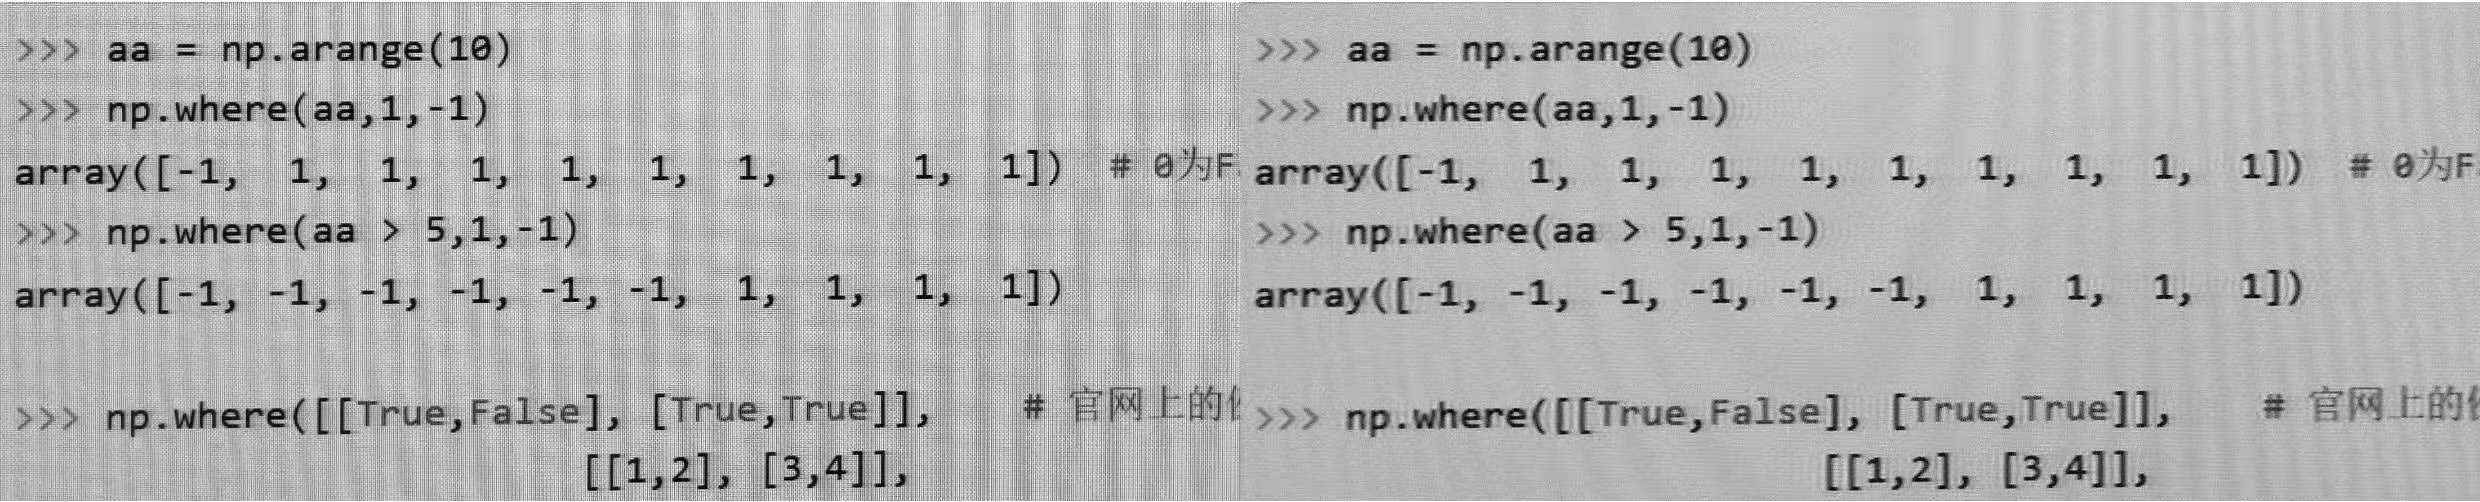 >>> aa = np.arange(10)
>>> np.where(aa,1,-1)
array([-1, 1, 1, 1, 1, 1, 1, 1, 1, 1]) # 0为F
>>> np.where(aa > 5,1,-1)
array([-1, -1, -1, -1, -1, -1, 1, 1, 1, 1])
>>> np.where([[True,False], [True,True]], # 官网上的
[[1,2], [3,4]],
>>> aa = np.arange(10)
>>> np.where(aa,1,-1)
array([-1, 1, 1, 1, 1, 1, 1, 1, 1, 1]) # 0为F
>>> np.where(aa > 5,1,-1)
array([-1, -1, -1, -1, -1, -1, 1, 1, 1, 1])
>>> np.where([[True,False], [True,True]], # 官网上的
[[1,2], [3,4]],